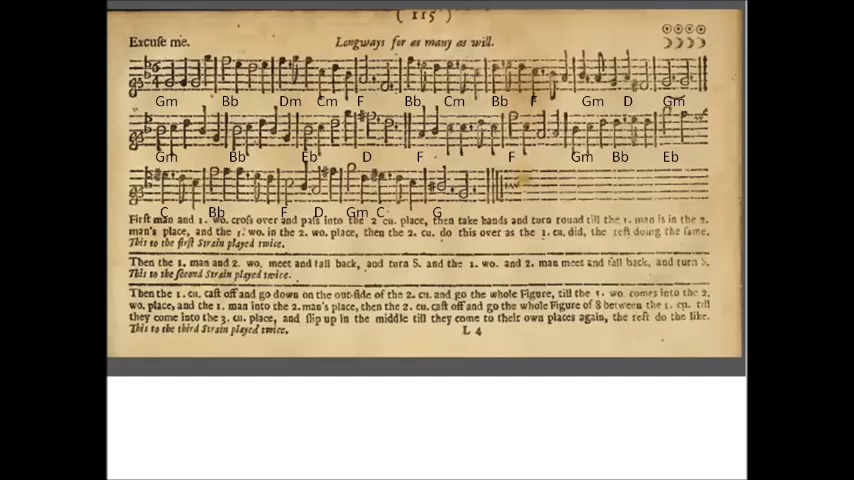 ( 115 )
Excuſe me.
Longways for as many as will.
Gm Bb Dm Cm F Bb Cm Bb F Gm D Gm
Gm Bb Eb D F F Gm Bb Eb
C Bb F D Gm C G
Firſt man and 1. wo. croſs over and paſs into the 2 cu. place, then take hands and turn round till the 1. man is in the 2.
man's place, and the 1. wo. in the 2. wo. place, then the 2. cu. do this over as the 1. cu. did, the reſt doing the ſame.
This to the firſt Strain played twice.
Then the 1. man and 2. wo. meet and fall back, and turn S. and the 1. wo. and 2. man meet and fall back, and turn S.
This to the ſecond Strain played twice.
Then the 1. cu. caſt off and go down on the out-ſide of the 2. cu. and go the whole Figure, till the 1. wo. comes into the 2.
wo. place, and the 1. man into the 2. man's place, then the 2. cu. caſt off and go the whole Figure of 8 between the 1. cp. till
they come into the 2. cu. place, and ſlip up in the middle till they come to their own places again, the reſt do the like.
This to the third Strain played twice.
L 4